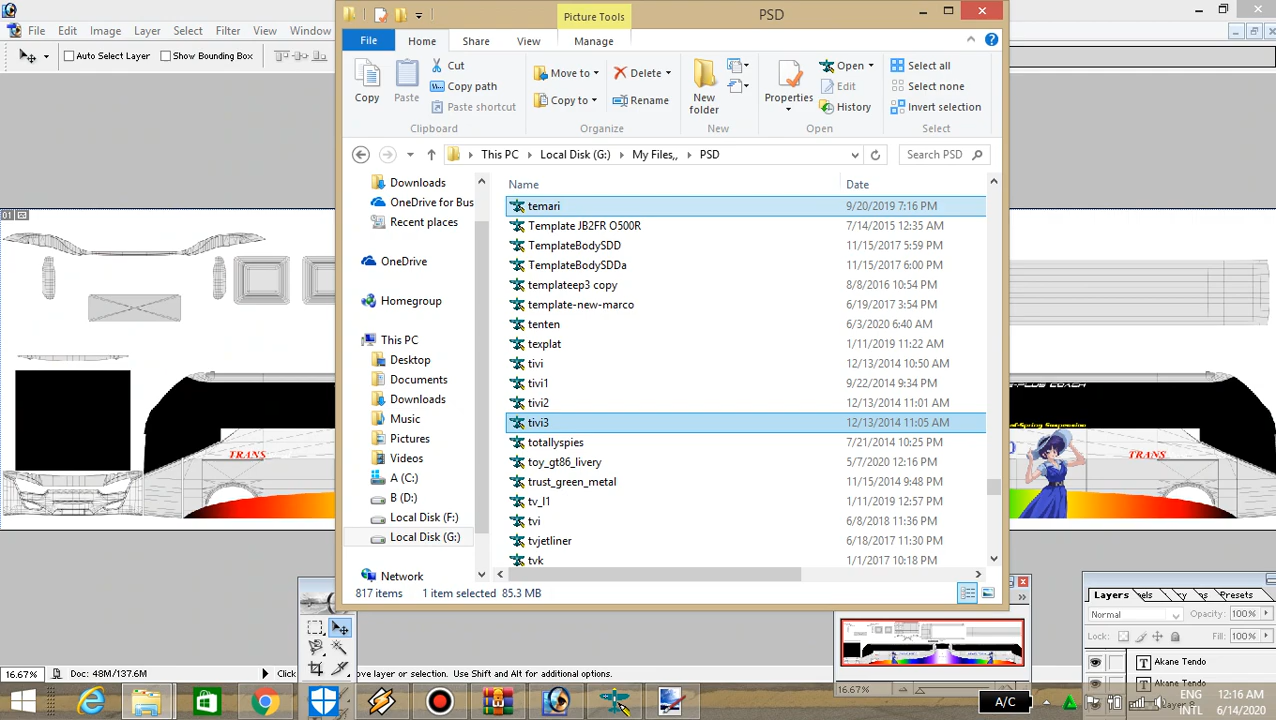 Picture Tools
PSD
File Edit Image Layer Select Filter View Window
File Home Share View Manage
Auto Select Layer Show Bounding Box
Copy
Paste
Cut
Copy path
Paste shortcut
Move to
Copy to
Delete
Rename
New folder
Properties
Open
Edit
History
Select all
Select none
Invert selection
Clipboard Organize New Open Select
This PC Local Disk (G:) My Files,, PSD
Search PSD
Downloads
OneDrive for Bus
Recent places
OneDrive
Homegroup
This PC
Desktop
Documents
Downloads
Music
Pictures
Videos
A (C:)
B (D:)
Local Disk (F:)
Local Disk (G:)
Network
Name Date
temari 9/20/2019 7:16 PM
Template JB2FR O500R 7/14/2015 12:35 AM
TemplateBodySDD 11/15/2017 5:59 PM
TemplateBodySDDa 11/15/2017 6:00 PM
templateep3 copy 8/8/2016 10:54 PM
template-new-marco 6/19/2017 3:54 PM
tenten 6/3/2020 6:40 AM
texplat 1/11/2019 11:22 AM
tivi 12/13/2014 10:50 AM
tivi1 9/22/2014 9:34 PM
tivi2 12/13/2014 11:01 AM
tivi3 12/13/2014 11:05 AM
totallyspies 7/21/2014 10:25 PM
toy_gt86_livery 5/7/2020 12:16 PM
trust_green_metal 11/15/2014 9:48 PM
tv_l1 1/11/2019 12:57 PM
tvi 6/8/2018 11:36 PM
tvjetliner 6/18/2017 11:30 PM
tvk 1/1/2017 10:18 PM
817 items 1 item selected 85.3 MB
01
TRANS
TRANS
Layers Presets
Normal Opacity: 100%
Lock: Fill: 100%
Akane Tendo
Akane Tendo
16.67%
16.67% Doc: 48M/137.6M
ove layer or selection. Use Shift and Alt for additional options.
A/C
ENG
INTL
12:16 AM
6/14/2020